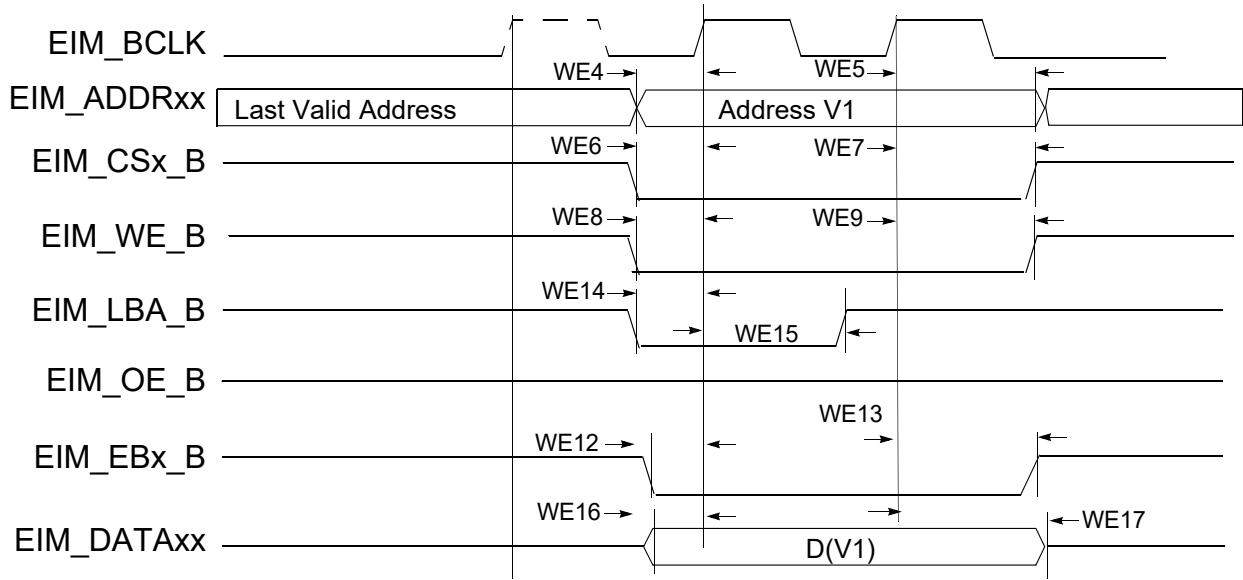 EIM_BCLK
WE4 WE5
EIM_ADDRxx Last Valid Address Address V1
WE6 WE7
EIM_CSx_B
WE8 WE9
EIM_WE_B
WE14
EIM_LBA_B
WE15
EIM_OE_B
WE13
WE12
EIM_EBx_B
WE16 WE17
EIM_DATAxx D(V1)